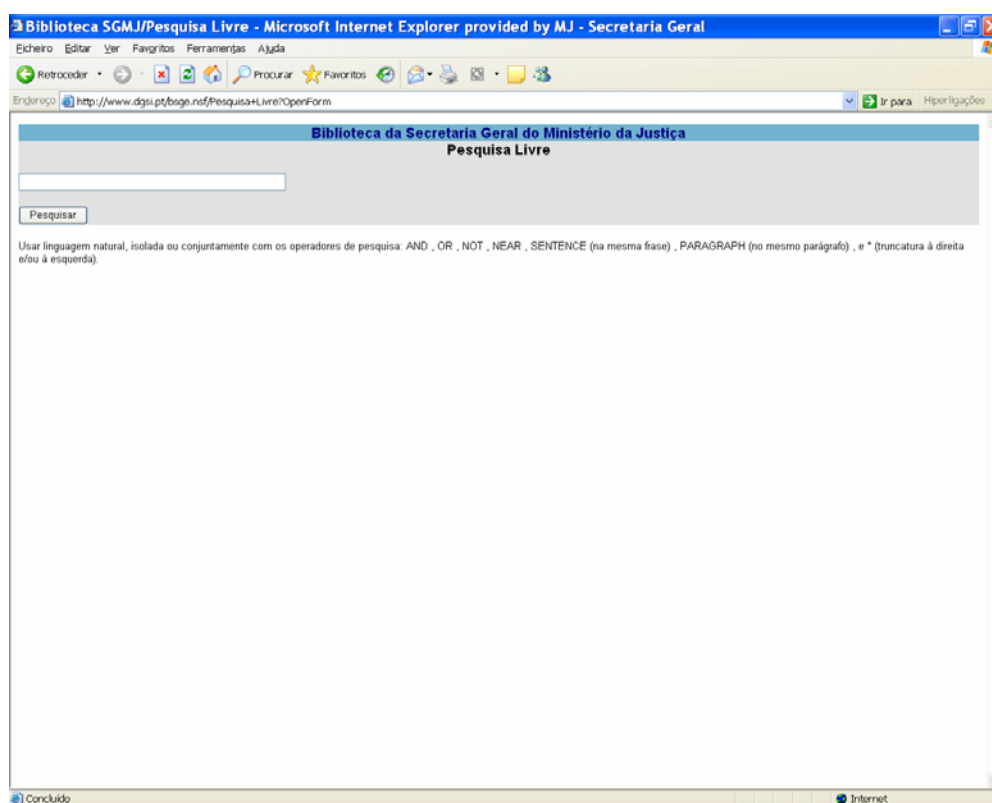 Biblioteca SGMJ/Pesquisa Livre - Microsoft Internet Explorer provided by MJ - Secretaria Geral
Ficheiro Editar Ver Favoritos Ferramentas Ajuda
Retroceder Procurar Favoritos
Endereço http://www.dgsi.pt/bsge.nsf/Pesquisa+Livre?OpenForm Ir para Hiperligações
Biblioteca da Secretaria Geral do Ministério da Justiça
Pesquisa Livre
Pesquisar
Usar linguagem natural, isolada ou conjuntamente com os operadores de pesquisa: AND , OR , NOT , NEAR , SENTENCE (na mesma frase) , PARAGRAPH (no mesmo parágrafo) , e * (truncatura à direita
e/ou à esquerda).
Concluído Internet